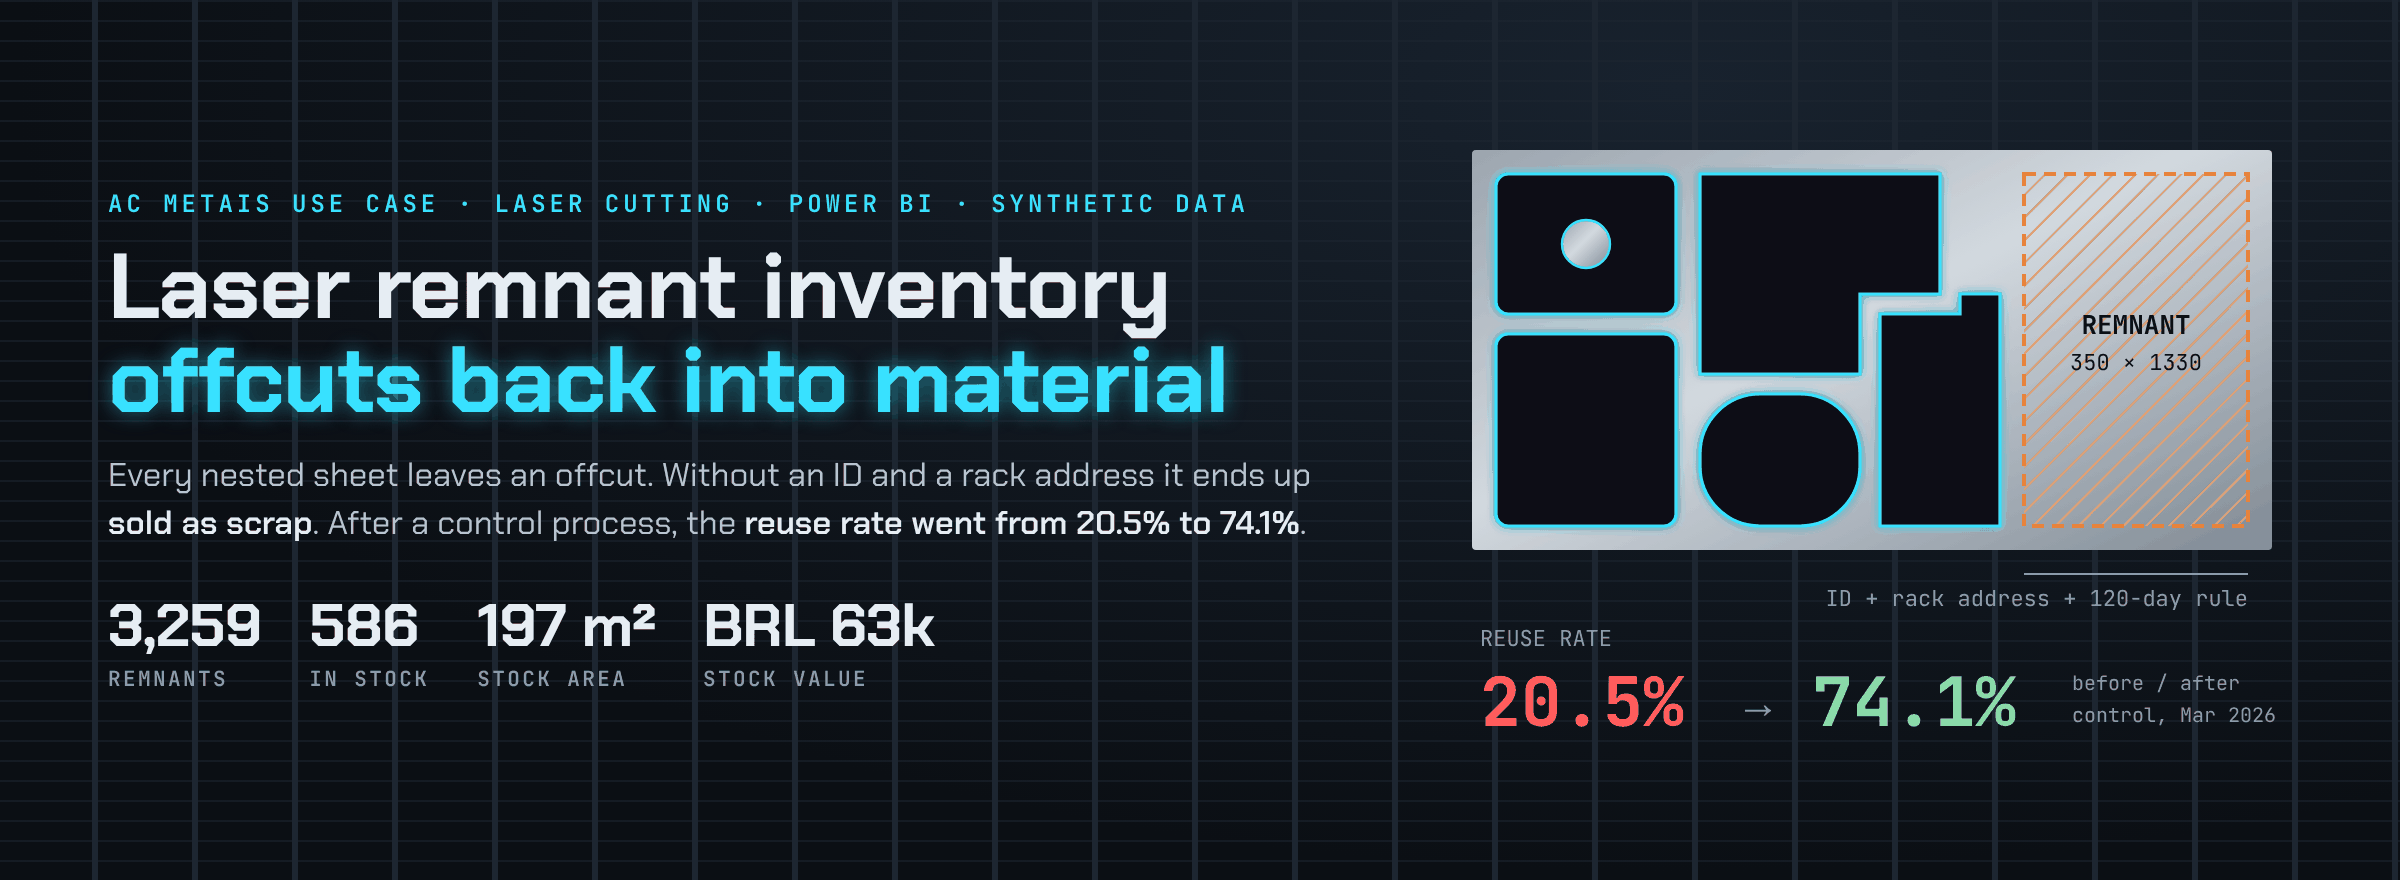 AC METAIS USE CASE · LASER CUTTING · POWER BI · SYNTHETIC DATA
Laser remnant inventory
offcuts back into material
Every nested sheet leaves an offcut. Without an ID and a rack address it ends up
sold as scrap. After a control process, the reuse rate went from 20.5% to 74.1%.
3,259 586 197 m² BRL 63k
REMNANTS IN STOCK STOCK AREA STOCK VALUE
REMNANT
350 × 1330
ID + rack address + 120-day rule
REUSE RATE
20.5% → 74.1%
before / after
control, Mar 2026